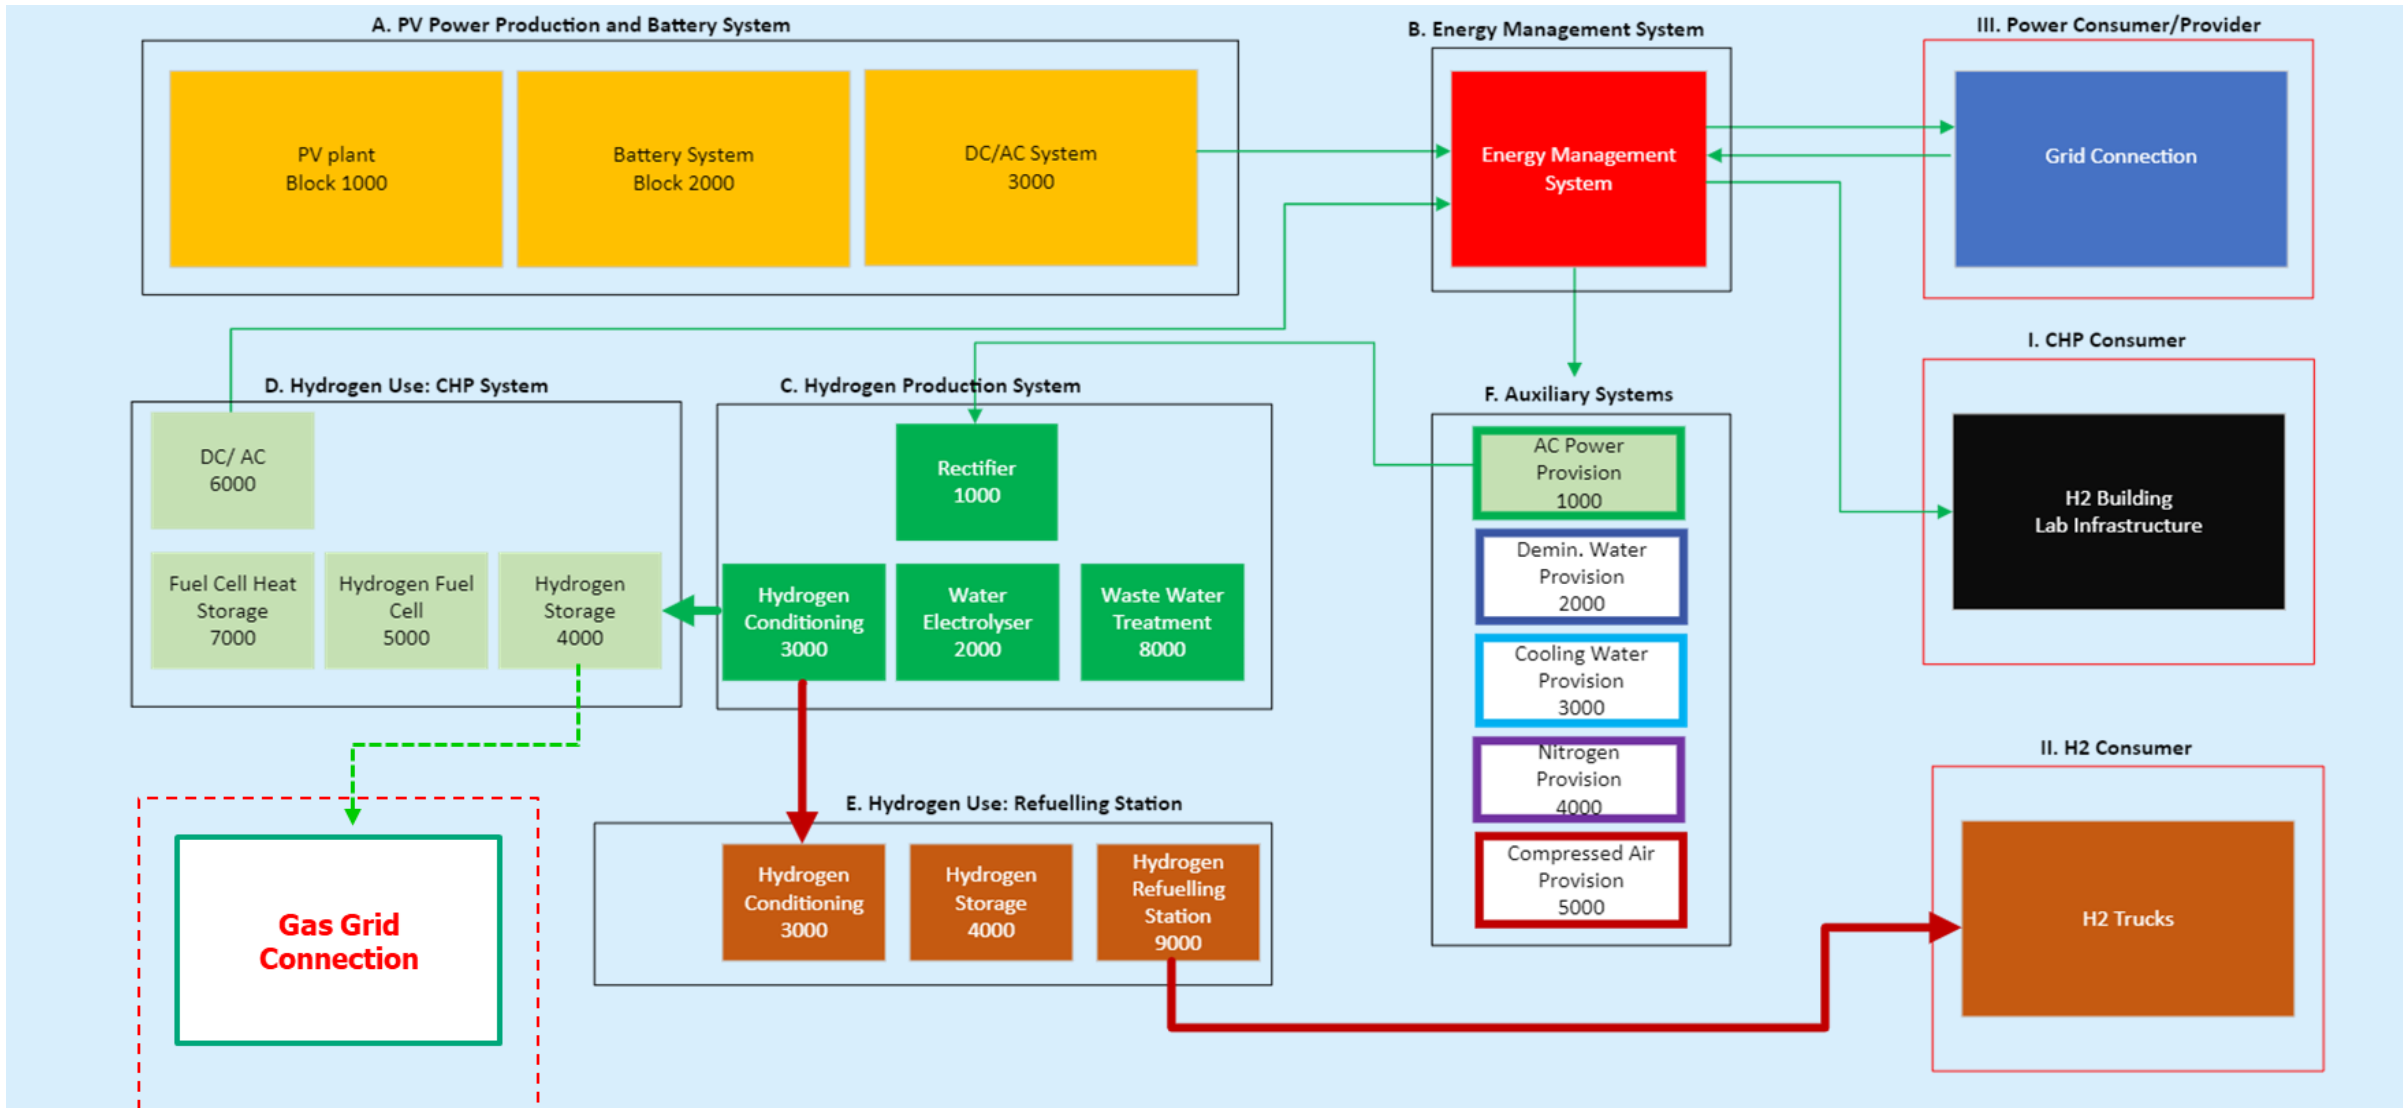 A. PV Power Production and Battery System
PV plant
Block 1000
Battery System
Block 2000
DC/AC System
3000
B. Energy Management System
Energy Management
System
III. Power Consumer/Provider
Grid Connection
D. Hydrogen Use: CHP System
DC/ AC
6000
Fuel Cell Heat
Storage
7000
Hydrogen Fuel
Cell
5000
Hydrogen
Storage
4000
C. Hydrogen Production System
Rectifier
1000
Hydrogen
Conditioning
3000
Water
Electrolyser
2000
Waste Water
Treatment
8000
F. Auxiliary Systems
AC Power
Provision
1000
Demin. Water
Provision
2000
Cooling Water
Provision
3000
Nitrogen
Provision
4000
Compressed Air
Provision
5000
I. CHP Consumer
H2 Building
Lab Infrastructure
Gas Grid
Connection
E. Hydrogen Use: Refuelling Station
Hydrogen
Conditioning
3000
Hydrogen
Storage
4000
Hydrogen
Refuelling
Station
9000
II. H2 Consumer
H2 Trucks